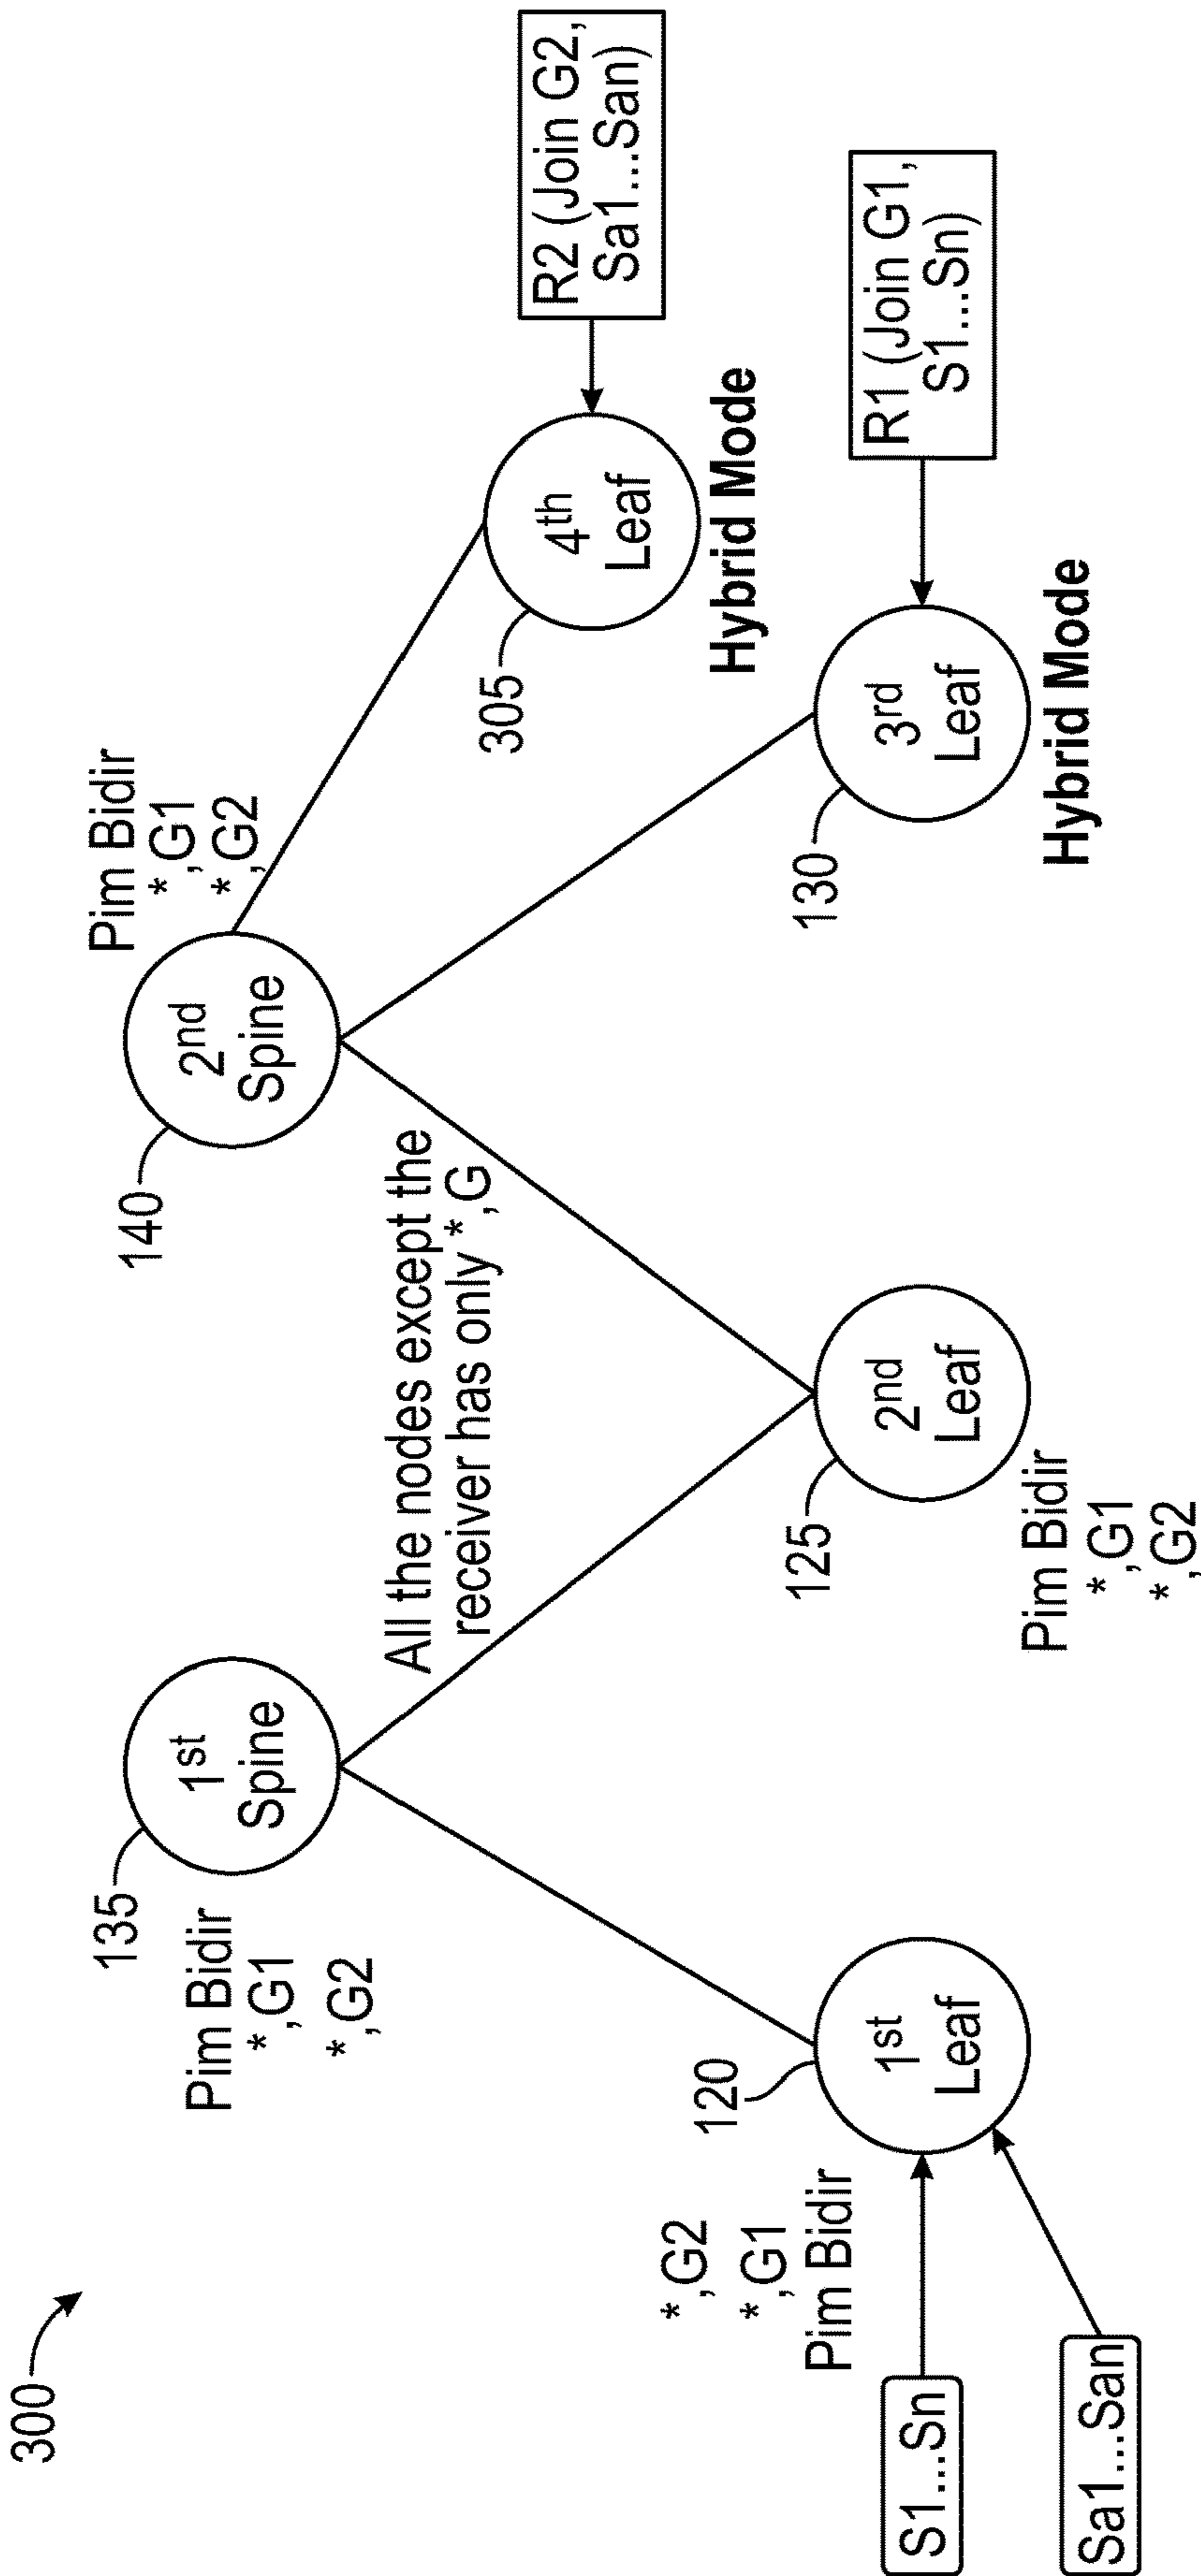 300
135
1st
Spine
Pim Bidir
*,G1
*,G2
140
2nd
Spine
Pim Bidir
*,G1
*,G2
All the nodes except the
receiver has only *,G
120
1st
Leaf
*,G2
*,G1
Pim Bidir
S1...Sn
Sa1...San
125
2nd
Leaf
Pim Bidir
*,G1
*,G2
130
3rd
Leaf
Hybrid Mode
305
4th
Leaf
Hybrid Mode
R2 (Join G2,
Sa1...San)
R1 (Join G1,
S1...Sn)